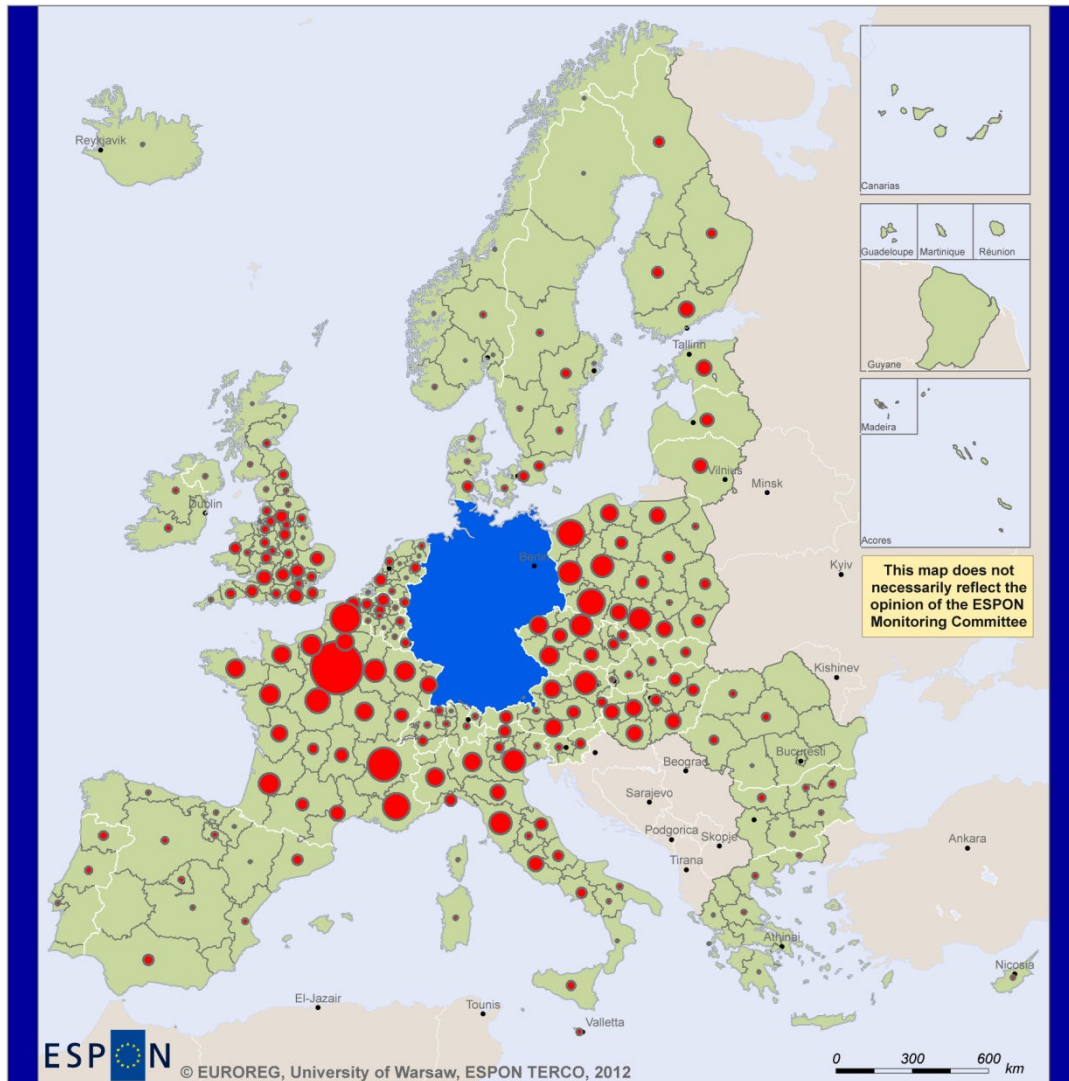 Reykjavik
Canarias
Guadeloupe
Martinique
Réunion
Guyane
Madeira
Acores
Tallinn
Vilnius
Minsk
Dublin
Berlin
Kyiv
This map does not
necessarily reflect the
opinion of the ESPON
Monitoring Committee
Kishinev
Bucuresti
Beograd
Sarajevo
Podgorica
Skopje
Tirana
Ankara
Athinai
Nicosia
El-Jazair
Tounis
Valletta
ESPON
© EUROREG, University of Warsaw, ESPON TERCO, 2012
0 300 600
km